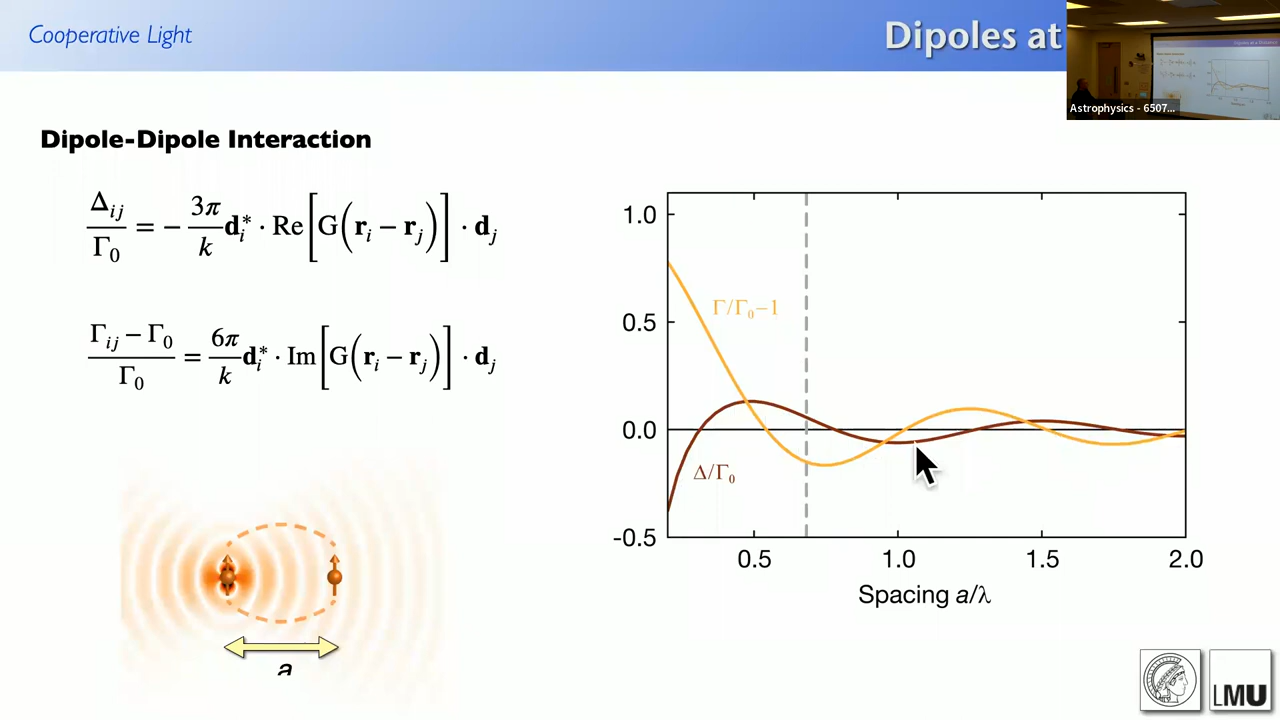 Cooperative Light
Dipoles at
Astrophysics - 6507...
Dipole-Dipole Interaction
Δᵢⱼ/Γ₀ = − 3π/k dᵢ* · Re[G(rᵢ − rⱼ)] · dⱼ
Γᵢⱼ − Γ₀/Γ₀ = 6π/k dᵢ* · Im[G(rᵢ − rⱼ)] · dⱼ
a
1.0
0.5
0.0
-0.5
Γ/Γ₀−1
Δ/Γ₀
0.5 1.0 1.5 2.0
Spacing a/λ
LMU